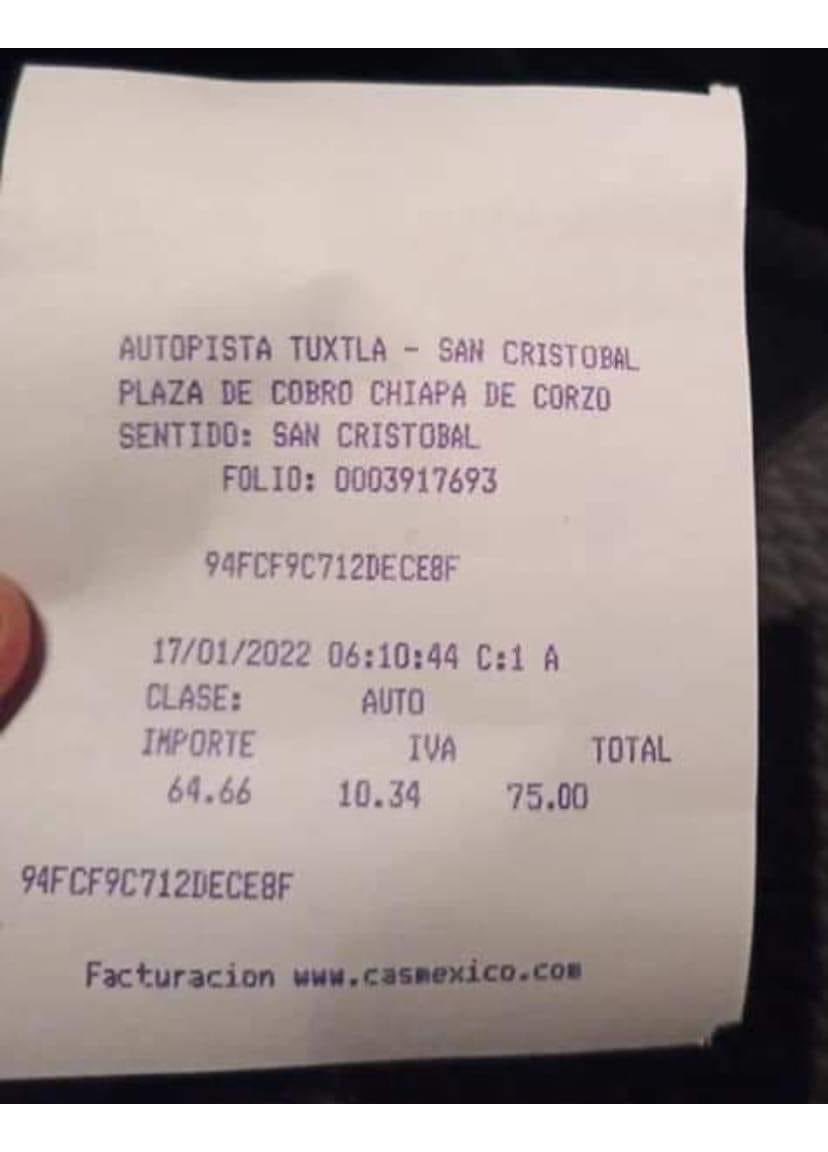 AUTOPISTA TUXTLA - SAN CRISTOBAL
PLAZA DE COBRO CHIAPA DE CORZO
SENTIDO: SAN CRISTOBAL
FOLIO: 0003917693
94FCF9C712DECE8F
17/01/2022 06:10:44 C:1 A
CLASE: AUTO
IMPORTE IVA TOTAL
64.66 10.34 75.00
94FCF9C712DECE8F
Facturacion www.casmexico.com